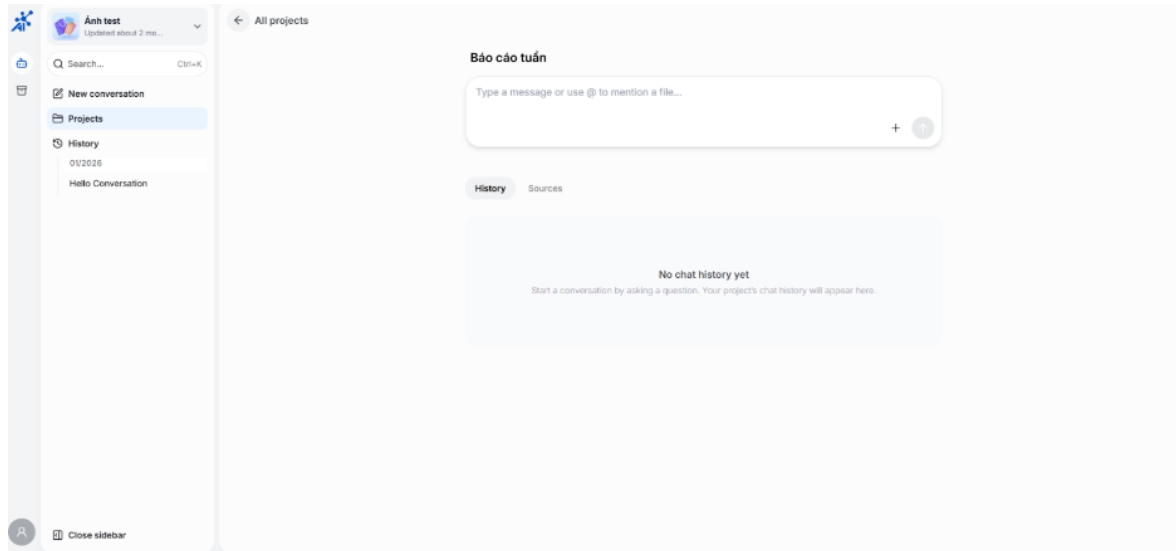 AI
Ánh test
Updated about 2 mo...
Search... Ctrl+K
New conversation
Projects
History
01/2026
Hello Conversation
Close sidebar
All projects
Báo cáo tuần
Type a message or use @ to mention a file...
History Sources
No chat history yet
Start a conversation by asking a question. Your project's chat history will appear here.